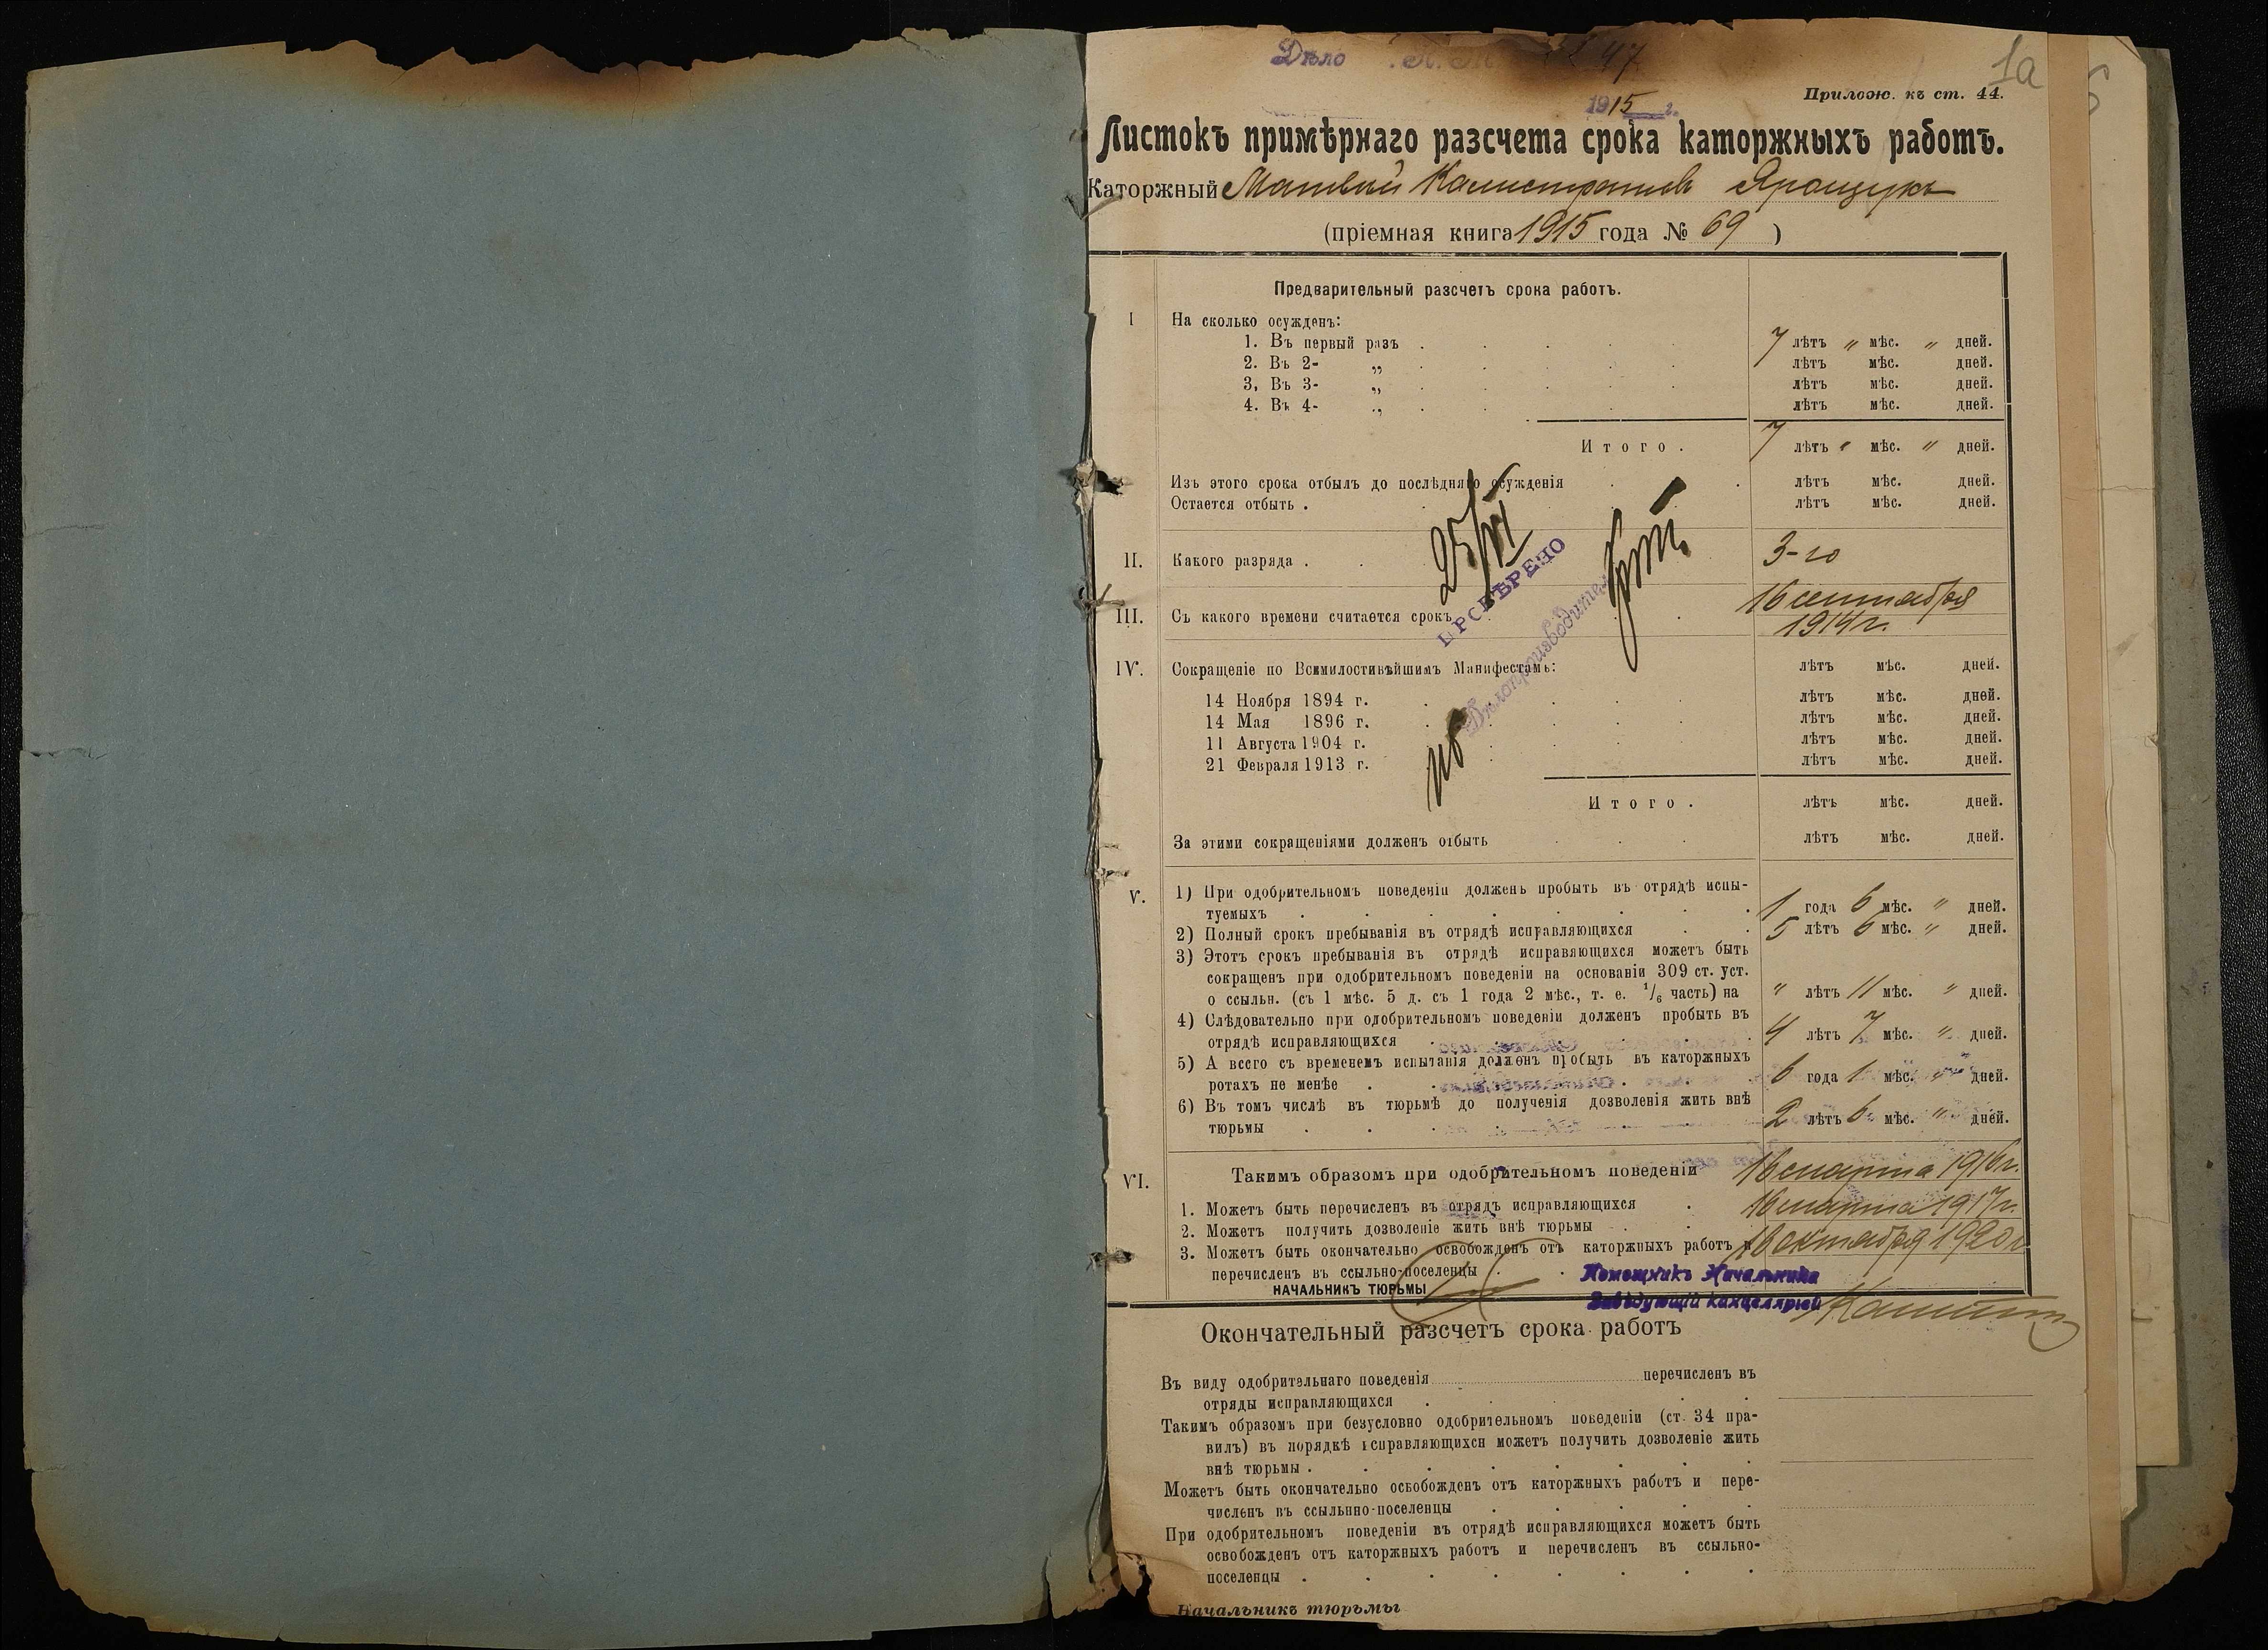 Дѣло 47
1915 г.
1а
Прилож. къ ст. 44.
Листокъ примѣрнаго разсчета срока каторжныхъ работъ.
Каторжный Матвѣй Калистратовъ Ярощукъ
(пріемная книга 1915 года № 69 )
Предварительный разсчетъ срока работъ.
I На сколько осужденъ:
1. Въ первый разъ . . . . . 7 лѣтъ „ мѣс. „ дней.
2. Въ 2- „ . . . . . лѣтъ мѣс. дней.
3, Въ 3- „ . . . . . лѣтъ мѣс. дней.
4. Въ 4- „ . . . . лѣтъ мѣс. дней.
Итого . 7 лѣтъ „ мѣс. „ дней.
Изъ этого срока отбылъ до послѣдняго осужденія . . лѣтъ мѣс. дней.
Остается отбыть . лѣтъ мѣс. дней.
25/VI
ПРОВѢРЕНО
Дѣлопроизводитель
II. Какого разряда . . 3-го
III. Съ какого времени считается срокъ . 16 сентября
1914 г.
IV. Сокращеніе по Всемилостивѣйшимъ Манифестамъ: лѣтъ мѣс. дней.
14 Ноября 1894 г. . . . . лѣтъ мѣс. дней.
14 Мая 1896 г. . . . . лѣтъ мѣс. дней.
11 Августа 1904 г. . . . лѣтъ мѣс. дней.
21 Февраля 1913 г. . . . лѣтъ мѣс. дней.
Итого . лѣтъ мѣс. дней.
За этими сокращеніями долженъ отбыть . . . лѣтъ мѣс. дней.
V. 1) При одобрительномъ поведеніи долженъ пробыть въ отрядѣ испы-
туемыхъ . . . . . . . . 1 года 6 мѣс. „ дней.
2) Полный срокъ пребыванія въ отрядѣ исправляющихся . . 5 лѣтъ 6 мѣс. „ дней.
3) Этотъ срокъ пребыванія въ отрядѣ исправяющихся можетъ быть
сокращенъ при одобрительномъ поведеніи на основаніи 309 ст. уст.
о ссыльн. (съ 1 мѣс. 5 д. съ 1 года 2 мѣс., т. е. 1/6 часть) на „ лѣтъ 11 мѣс. „ дней.
4) Слѣдовательно при одобрительномъ поведеніи долженъ пробыть въ
отрядѣ исправляющихся . . . . . . 4 лѣтъ 7 мѣс. „ дней.
5) А всего съ временемъ испытанія долженъ пробыть въ каторжныхъ
ротахъ не менѣе . . . . . . 6 года 1 мѣс. „ дней.
6) Въ томъ числѣ въ тюрьмѣ до полученія дозволенія жить внѣ
тюрьмы . . . . . . . . 2 лѣтъ 6 мѣс. „ дней.
VI. Такимъ образомъ при одобрительномъ поведеніи 16 марта 1916 г.
1. Можетъ быть перечисленъ въ отрядъ исправляющихся . 16 марта 1917 г.
2. Можетъ получить дозволеніе жить внѣ тюрьмы . . 16 октября 1920 г.
3. Можетъ быть окончательно освобожденъ отъ каторжныхъ работъ и
перечисленъ въ ссыльно-поселенцы . .
НАЧАЛЬНИКЪ ТЮРЬМЫ
Помощникъ Начальника
Завѣдующій канцелярией
Окончательный разсчетъ срока работъ
Въ виду одобрительнаго поведенія перечисленъ въ
отряды исправляющихся . . . . . .
Такимъ образомъ при безусловно одобрительномъ поведеніи (ст. 34 пра-
вилъ) въ порядкѣ исправляющихся можетъ получить дозволеніе жить
внѣ тюрьмы . . . . . . . .
Можетъ быть окончательно освобожденъ отъ каторжныхъ работъ и пере-
численъ въ ссыльнно-поселенцы . . . . .
При одобрительномъ поведеніи въ отрядѣ исправляющихся можетъ быть
освобожденъ отъ каторжныхъ работъ и перечисленъ въ ссыльно-
поселенцы . . . . . . . .
Начальникъ тюрьмы